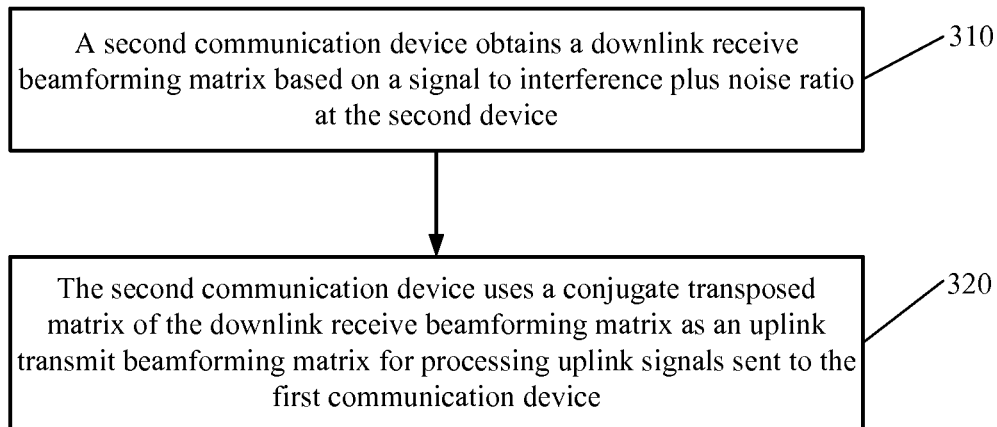 A second communication device obtains a downlink receive
beamforming matrix based on a signal to interference plus noise ratio
at the second device
310
The second communication device uses a conjugate transposed
matrix of the downlink receive beamforming matrix as an uplink
transmit beamforming matrix for processing uplink signals sent to the
first communication device
320